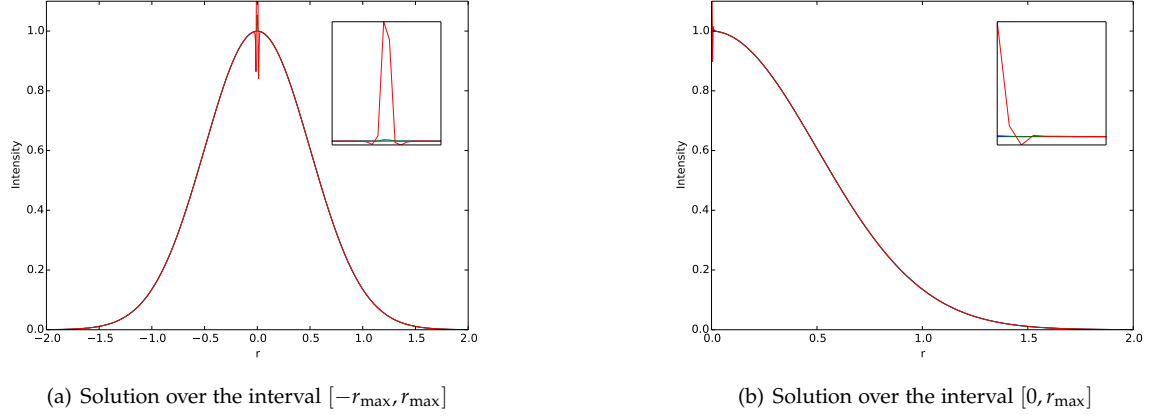 1.0
0.8
0.6
0.4
0.2
0.0
Intensity
−2.0 −1.5 −1.0 −0.5 0.0 0.5 1.0 1.5 2.0
r
(a) Solution over the interval [−r_max, r_max]
1.0
0.8
0.6
0.4
0.2
0.0
Intensity
0.0 0.5 1.0 1.5 2.0
r
(b) Solution over the interval [0, r_max]